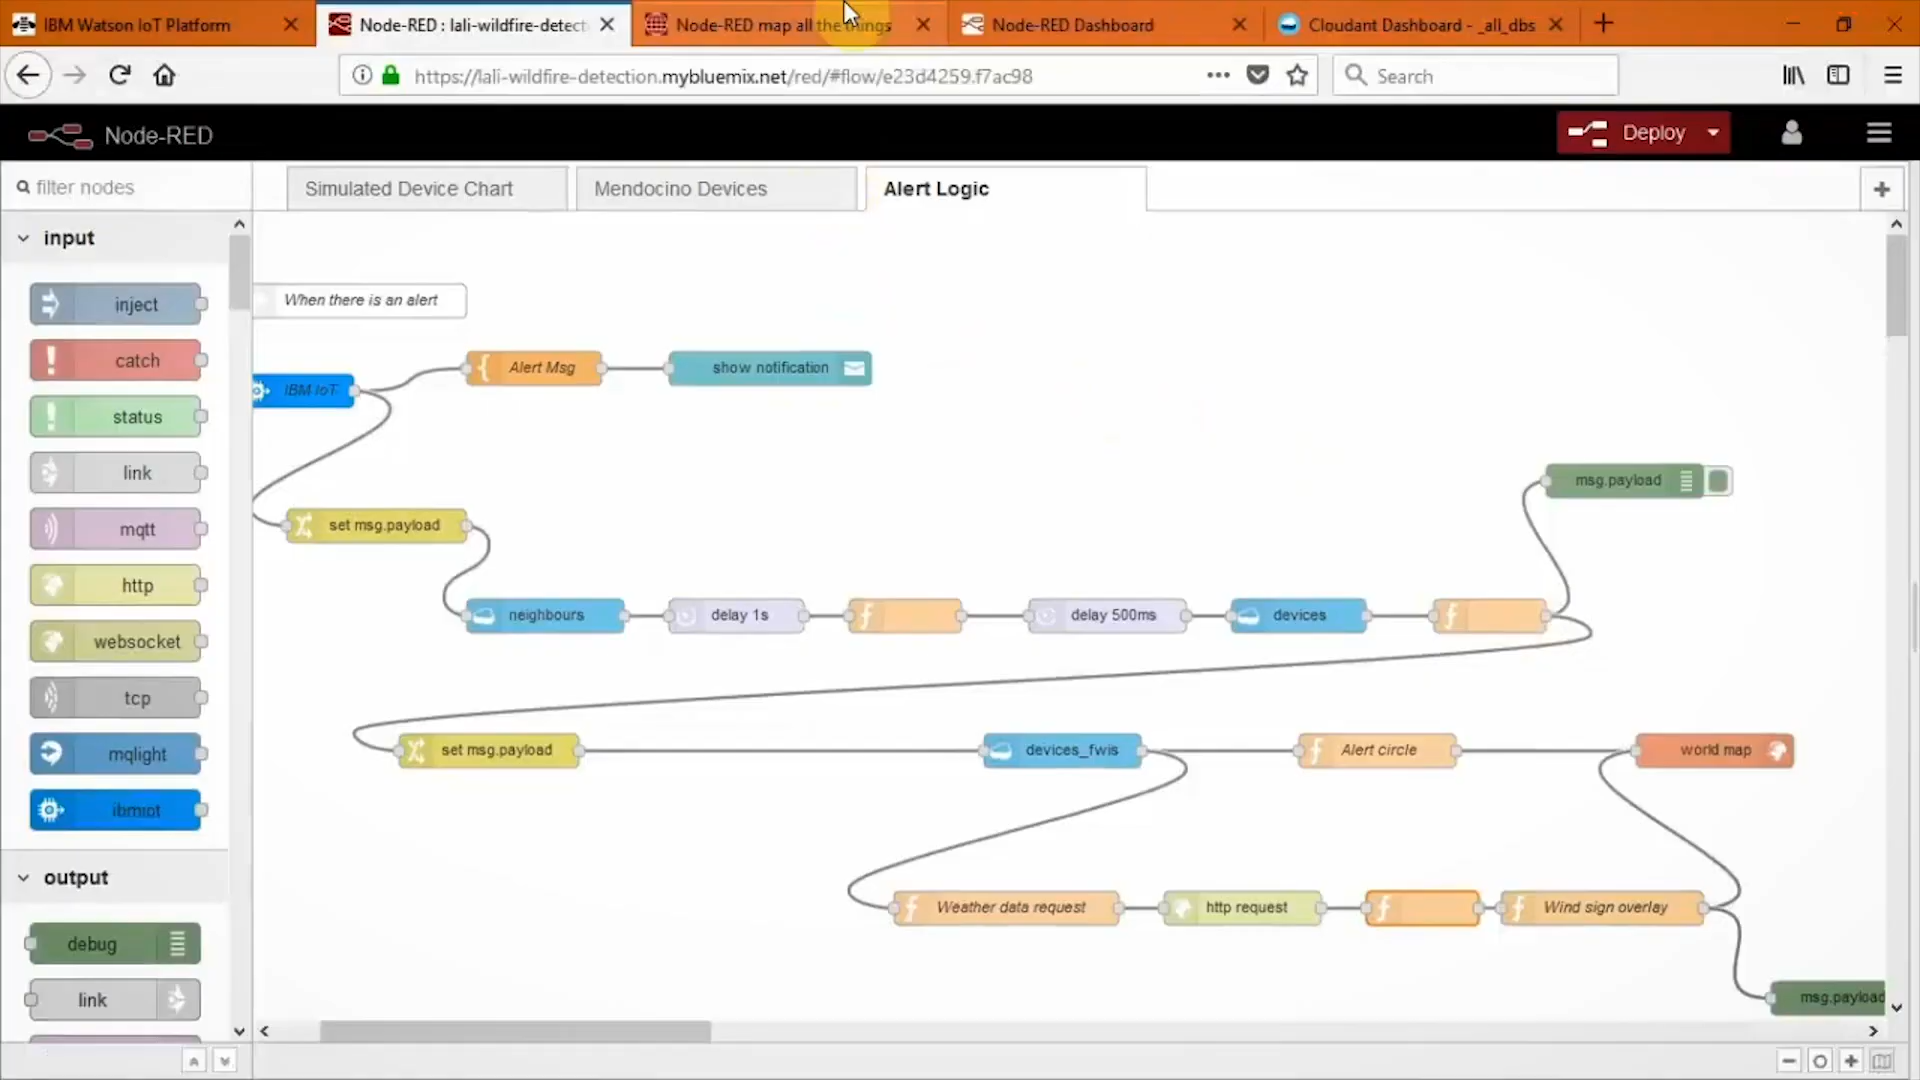 IBM Watson IoT Platform
Node-RED : lali-wildfire-detect
Node-RED map all the things
Node-RED Dashboard
Cloudant Dashboard - _all_dbs
https://lali-wildfire-detection.mybluemix.net/red/#flow/e23d4259.f7ac98
Search
Node-RED
Deploy
filter nodes
Simulated Device Chart
Mendocino Devices
Alert Logic
input
inject
catch
status
link
mqtt
http
websocket
tcp
mqlight
ibmiot
output
debug
link
When there is an alert
IBM IoT
Alert Msg
show notification
msg.payload
set msg.payload
neighbours
delay 1s
delay 500ms
devices
set msg.payload
devices_fwis
Alert circle
world map
Weather data request
http request
Wind sign overlay
msg.payload